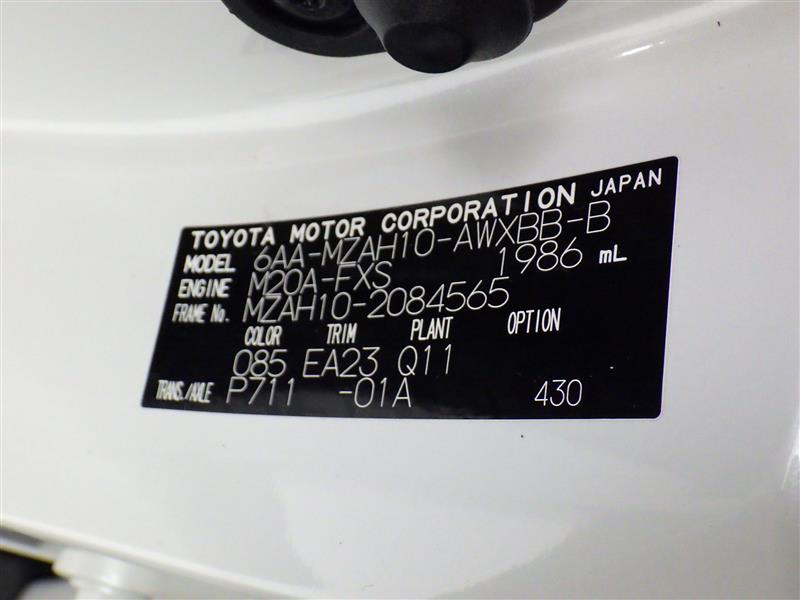 TOYOTA MOTOR CORPORATION JAPAN
MODEL 6AA-MZAH10-AWXBB-B
ENGINE M20A-FXS 1986 mL
FRAME No. MZAH10-2084565
COLOR TRIM PLANT OPTION
085 EA23 Q11
TRANS./AXLE P711 -01A 430